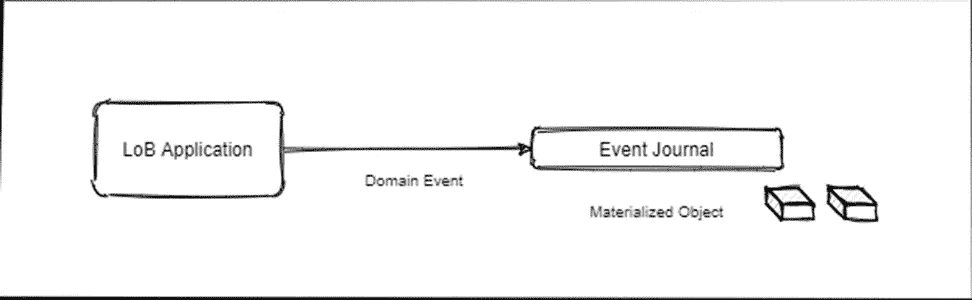 LoB Application
Event Journal
Domain Event
Materialized Object